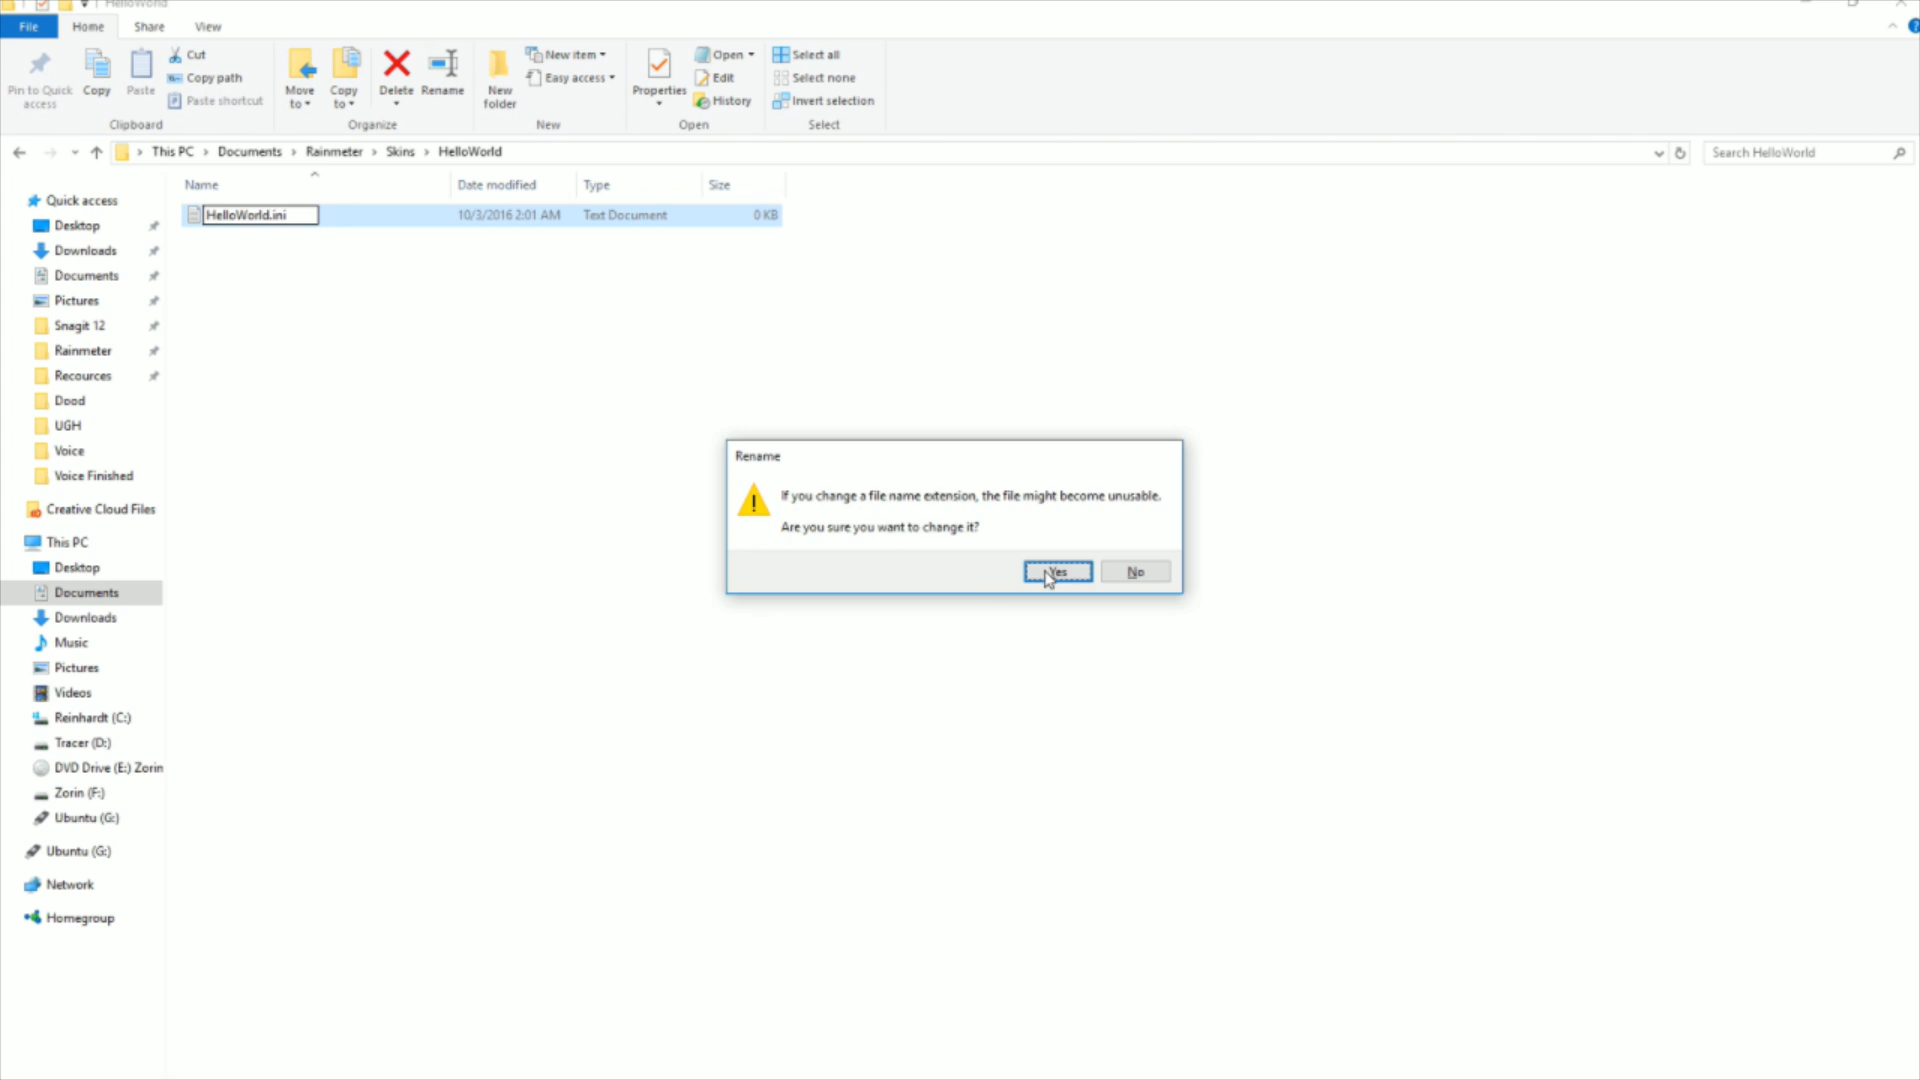 HelloWorld
File Home Share View
Pin to Quick access
Copy
Paste
Cut
Copy path
Paste shortcut
Clipboard
Move to
Copy to
Delete
Rename
Organize
New folder
New item
Easy access
New
Properties
Open
Edit
History
Open
Select all
Select none
Invert selection
Select
This PC > Documents > Rainmeter > Skins > HelloWorld
Search HelloWorld
Name Date modified Type Size
HelloWorld.ini 10/3/2016 2:01 AM Text Document 0 KB
Quick access
Desktop
Downloads
Documents
Pictures
Snagit 12
Rainmeter
Recources
Dood
UGH
Voice
Voice Finished
Creative Cloud Files
This PC
Desktop
Documents
Downloads
Music
Pictures
Videos
Reinhardt (C:)
Tracer (D:)
DVD Drive (E:) Zorin
Zorin (F:)
Ubuntu (G:)
Ubuntu (G:)
Network
Homegroup
Rename
If you change a file name extension, the file might become unusable.
Are you sure you want to change it?
Yes No